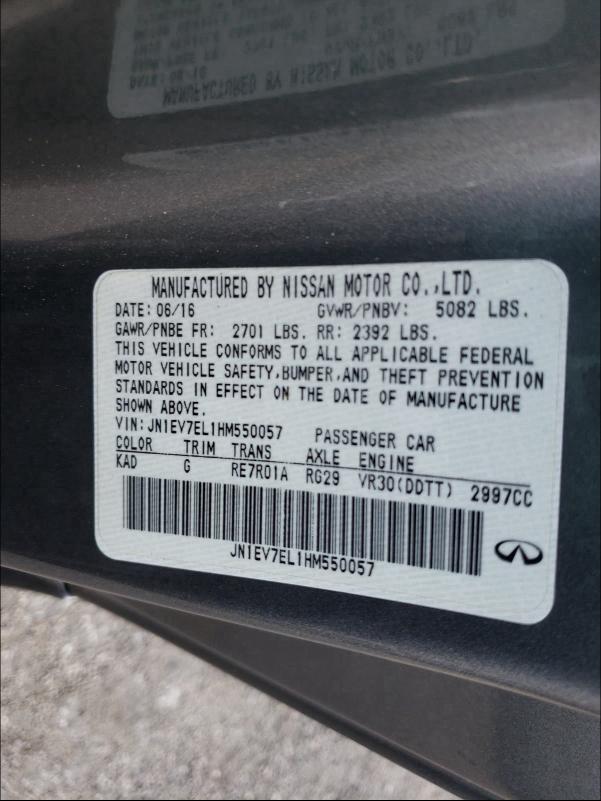 MANUFACTURED BY NISSAN MOTOR CO.,LTD.
DATE: 06/16 GVWR/PNBV: 5082 LBS.
GAWR/PNBE FR: 2701 LBS. RR: 2392 LBS.
THIS VEHICLE CONFORMS TO ALL APPLICABLE FEDERAL
MOTOR VEHICLE SAFETY,BUMPER,AND THEFT PREVENTION
STANDARDS IN EFFECT ON THE DATE OF MANUFACTURE
SHOWN ABOVE.
VIN:JN1EV7EL1HM550057 PASSENGER CAR
COLOR TRIM TRANS AXLE ENGINE
KAD G RE7R01A RG29 VR30(DDTT) 2997CC
JN1EV7EL1HM550057